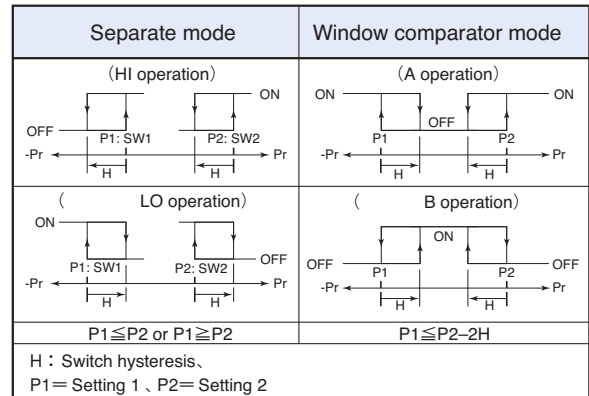 Separate mode
Window comparator mode
(HI operation)
ON
OFF
P1: SW1
P2: SW2
-Pr
Pr
H
H
(A operation)
ON
ON
OFF
P1
P2
-Pr
Pr
H
H
( LO operation)
ON
P1: SW1
P2: SW2
OFF
-Pr
Pr
H
H
( B operation)
ON
OFF
P1
P2
OFF
-Pr
Pr
H
H
P1≦P2 or P1≧P2
P1≦P2–2H
H：Switch hysteresis、
P1＝Setting 1 、P2＝Setting 2